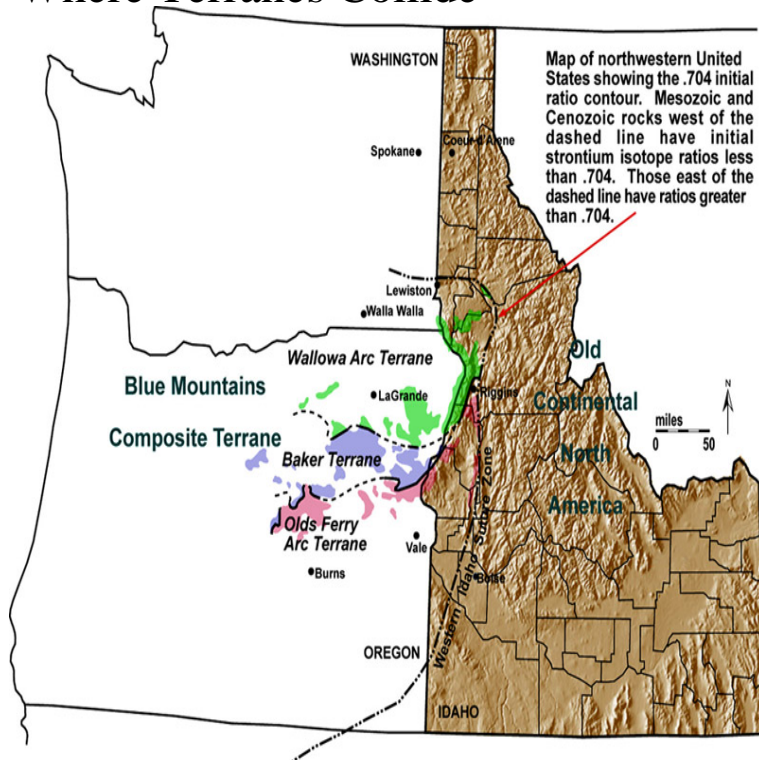 Where Terranes Collide
WASHINGTON
Map of northwestern United
States showing the .704 initial
ratio contour. Mesozoic and
Cenozoic rocks west of the
dashed line have initial
strontium isotope ratios less
than .704. Those east of the
dashed line have ratios greater
than .704.
Coeur d'Alene
Spokane
Lewiston
Walla Walla
Wallowa Arc Terrane
Old
Blue Mountains
LaGrande
Riggins
Continental
N
miles
0 50
Composite Terrane
Baker Terrane
North
America
Olds Ferry
Arc Terrane
Vale
Burns
Boise
Western Idaho Suture Zone
OREGON
IDAHO